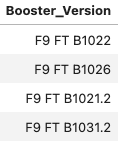 Booster_Version
F9 FT B1022
F9 FT B1026
F9 FT B1021.2
F9 FT B1031.2